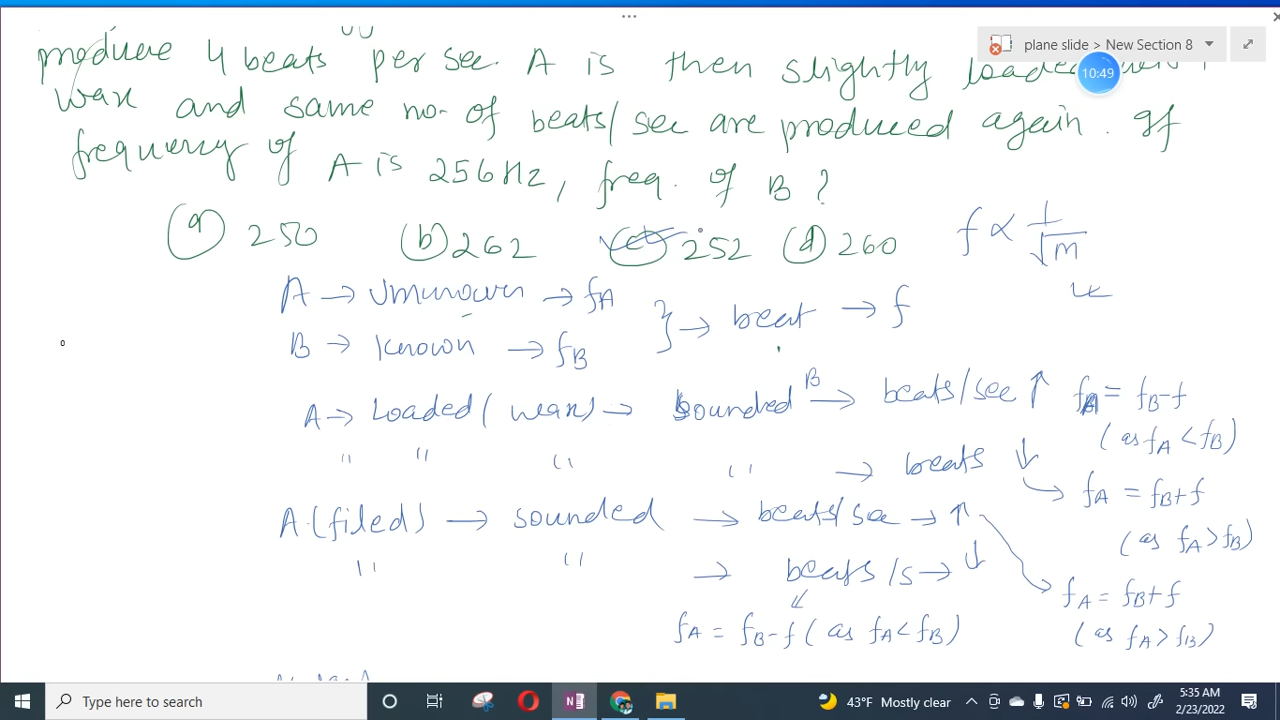 plane slide > New Section 8
produce 4 beats per sec. A is then slightly loaded
10:49
wax and same no. of beats/sec are produced again. If
frequency of A is 256Hz, freq. of B ?
(a) 250 (b) 262 (c) 252 (d) 260 f ∝ 1/√m
A → Unknown → fA
B → Known → fB } → beat → f
A → Loaded (wax) → sounded B → beats/sec ↑ fA = fB-f
(as fA < fB)
" " " " → beats ↓ → fA = fB+f
(as fA > fB)
A (filed) → sounded → beats/sec → ↑ fA = fB+f
(as fA > fB)
" " → beats/s → ↓
fA = fB-f (as fA < fB)
Type here to search
43°F Mostly clear
5:35 AM
2/23/2022